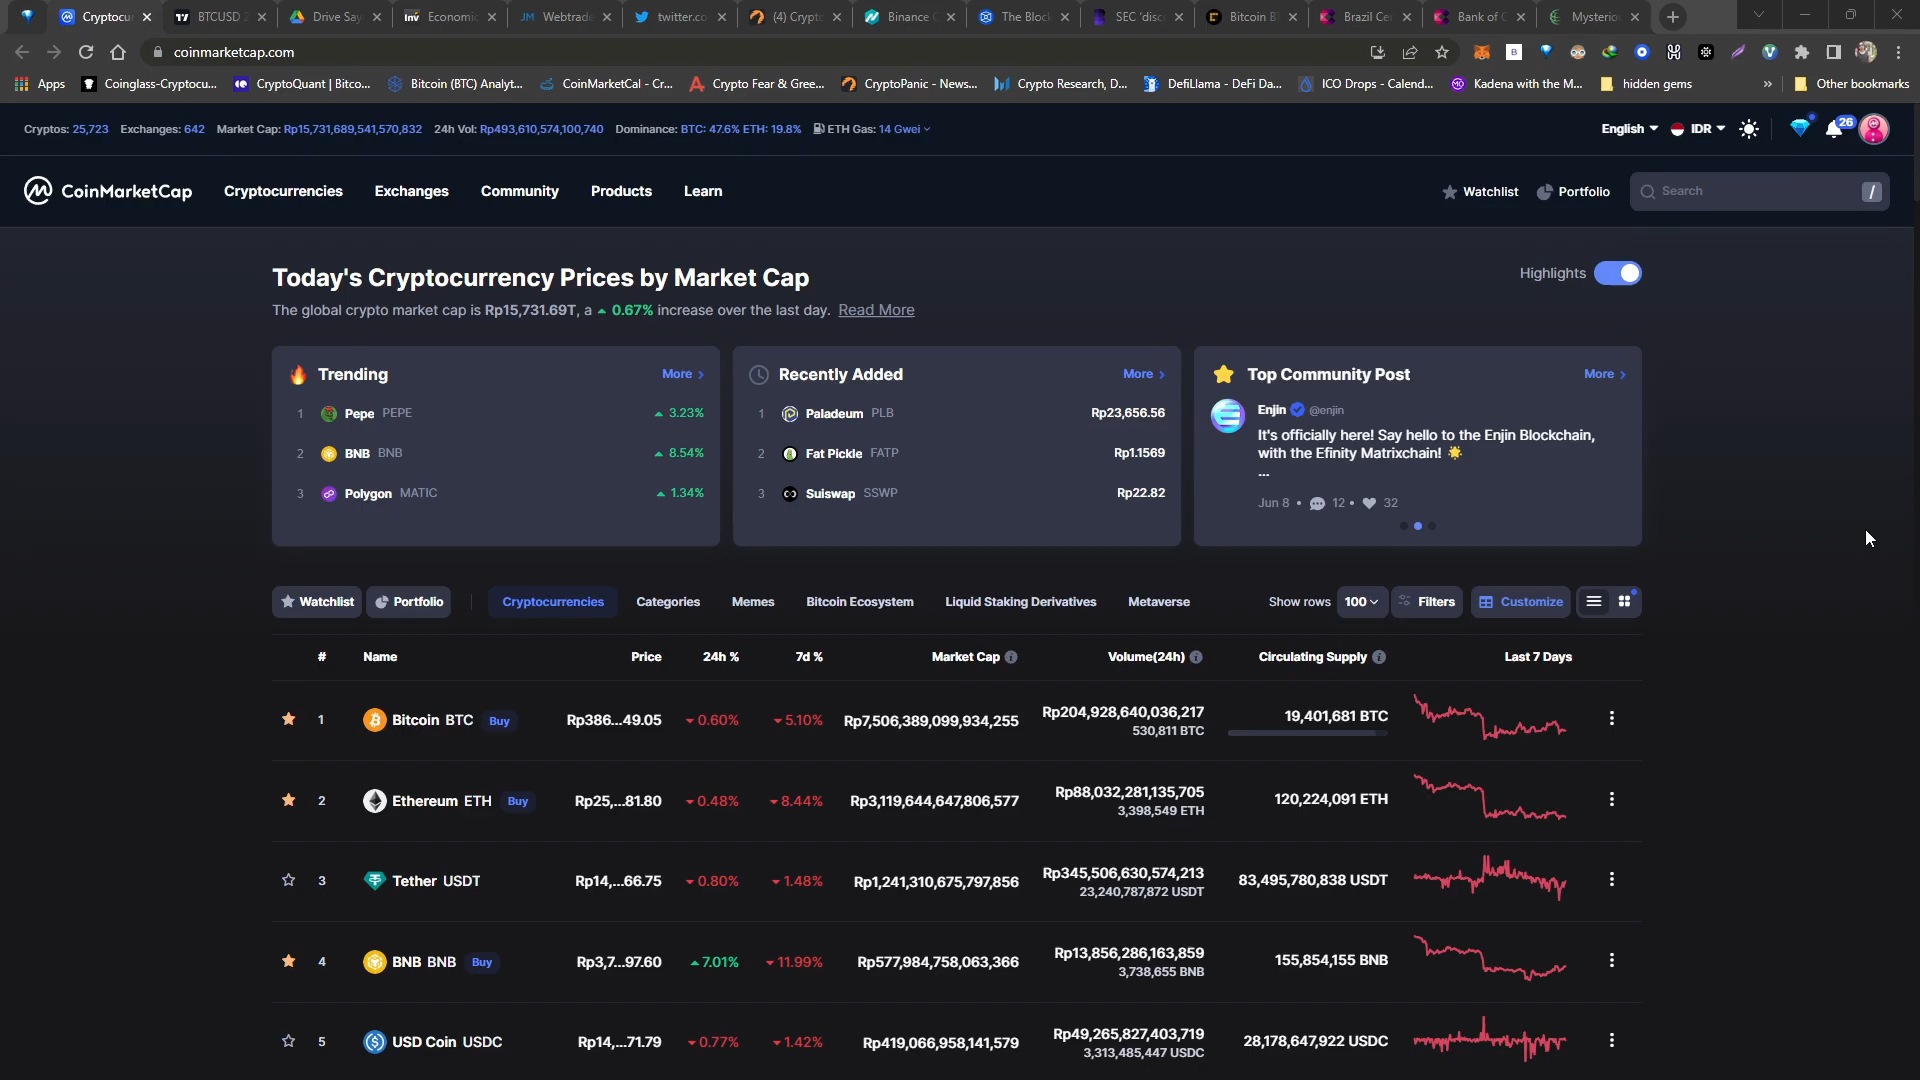 Cryptocur
BTCUSD 2
Drive Say
Economic
Webtrade
twitter.co
(4) Crypt
Binance C
The Block
SEC 'disc
Bitcoin B
Brazil Cer
Bank of C
Mysteriou
coinmarketcap.com
Apps
Coinglass-Cryptocu...
CryptoQuant | Bitco...
Bitcoin (BTC) Analyt...
CoinMarketCal - Cr...
Crypto Fear & Gree...
CryptoPanic - News...
Crypto Research, D...
DefiLlama - DeFi Da...
ICO Drops - Calend...
Kadena with the M...
hidden gems
»
Other bookmarks
Cryptos: 25,723 Exchanges: 642 Market Cap: Rp15,731,689,541,570,832 24h Vol: Rp493,610,574,100,740 Dominance: BTC: 47.6% ETH: 19.8% ETH Gas: 14 Gwei
English IDR 26
CoinMarketCap Cryptocurrencies Exchanges Community Products Learn
Watchlist Portfolio Search /
Today's Cryptocurrency Prices by Market Cap
Highlights
The global crypto market cap is Rp15,731.69T, a 0.67% increase over the last day. Read More
Trending More
1 Pepe PEPE 3.23%
2 BNB BNB 8.54%
3 Polygon MATIC 1.34%
Recently Added More
1 Paladeum PLB Rp23,656.56
2 Fat Pickle FATP Rp1.1569
3 Suiswap SSWP Rp22.82
Top Community Post More
Enjin @enjin
It's officially here! Say hello to the Enjin Blockchain,
with the Efinity Matrixchain!
...
Jun 8 • 12 • 32
Watchlist Portfolio Cryptocurrencies Categories Memes Bitcoin Ecosystem Liquid Staking Derivatives Metaverse Show rows 100 Filters Customize
# Name Price 24h % 7d % Market Cap Volume(24h) Circulating Supply Last 7 Days
1 Bitcoin BTC Buy Rp386...49.05 0.60% 5.10% Rp7,506,389,099,934,255 Rp204,928,640,036,217 19,401,681 BTC
530,811 BTC
2 Ethereum ETH Buy Rp25,...81.80 0.48% 8.44% Rp3,119,644,647,806,577 Rp88,032,281,135,705 120,224,091 ETH
3,398,549 ETH
3 Tether USDT Rp14,...66.75 0.80% 1.48% Rp1,241,310,675,797,856 Rp345,506,630,574,213 83,495,780,838 USDT
23,240,787,872 USDT
4 BNB BNB Buy Rp3,7...97.60 7.01% 11.99% Rp577,984,758,063,366 Rp13,856,286,163,859 155,854,155 BNB
3,738,655 BNB
5 USD Coin USDC Rp14,...71.79 0.77% 1.42% Rp419,066,958,141,579 Rp49,265,827,403,719 28,178,647,922 USDC
3,313,485,447 USDC